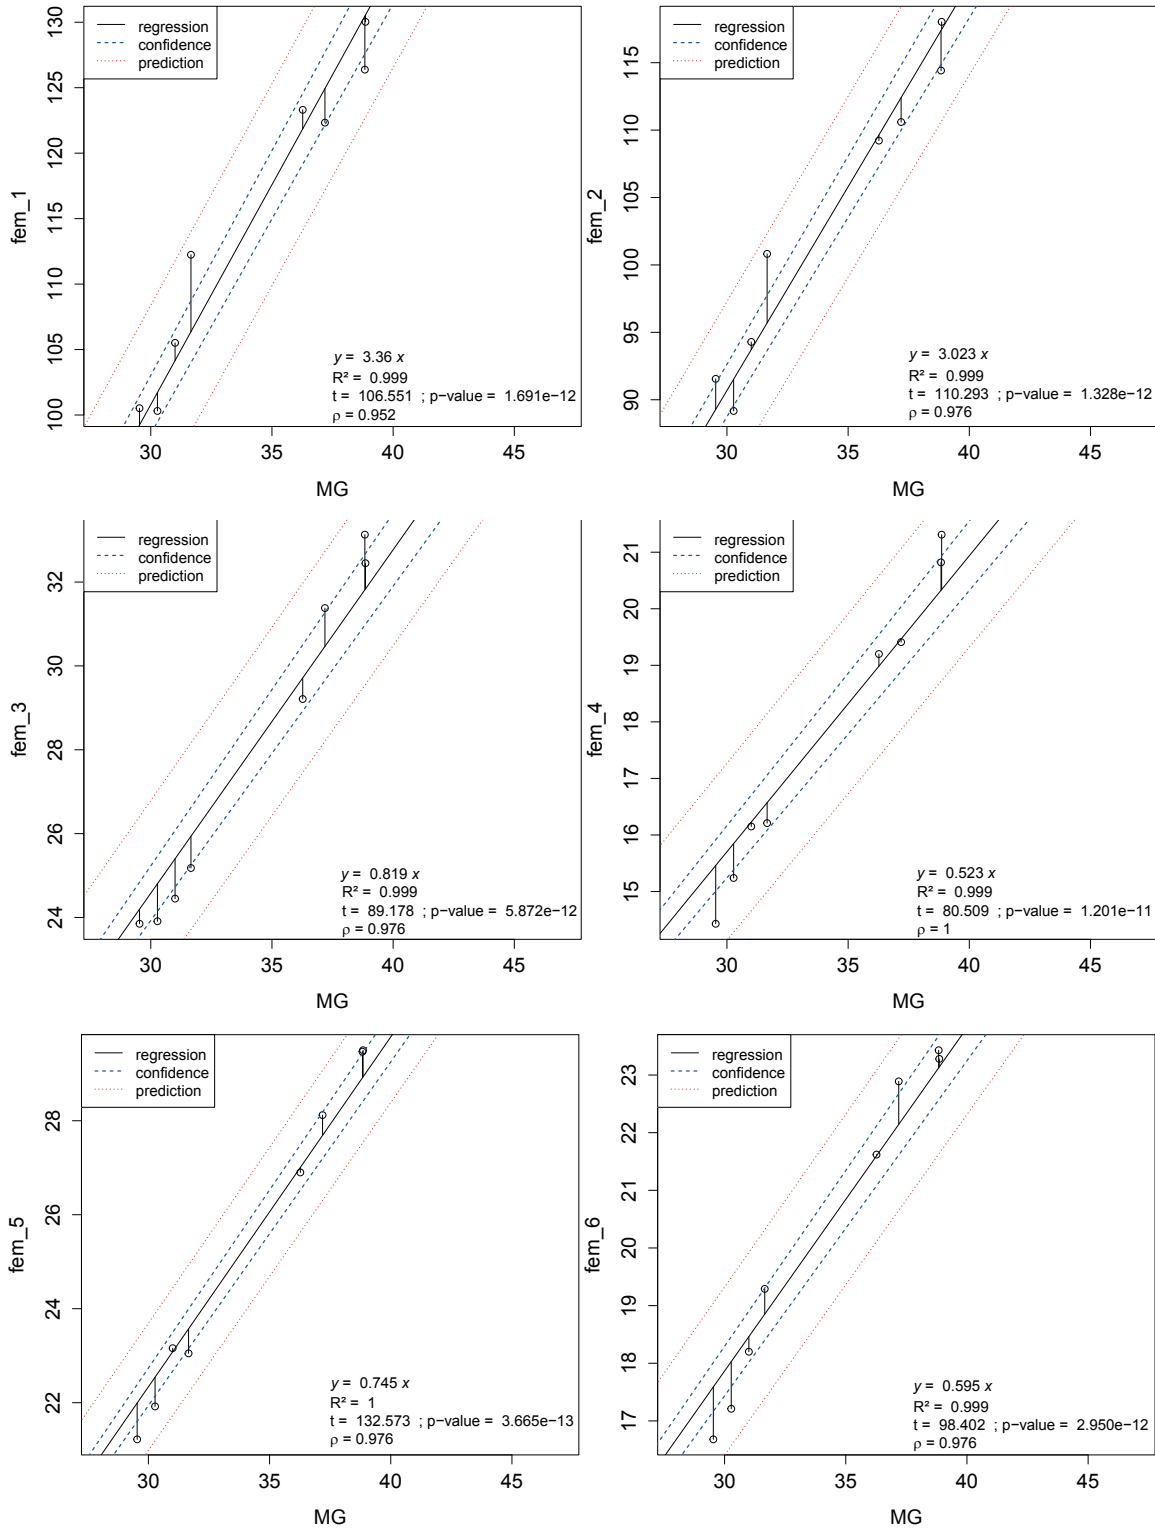 regression
confidence
prediction
130
125
120
115
110
105
100
fem_1
y = 3.36 x
R² = 0.999
t = 106.551 ; p-value = 1.691e−12
ρ = 0.952
30 35 40 45
MG
regression
confidence
prediction
115
110
105
100
95
90
fem_2
y = 3.023 x
R² = 0.999
t = 110.293 ; p-value = 1.328e−12
ρ = 0.976
30 35 40 45
MG
regression
confidence
prediction
32
30
28
26
24
fem_3
y = 0.819 x
R² = 0.999
t = 89.178 ; p-value = 5.872e−12
ρ = 0.976
30 35 40 45
MG
regression
confidence
prediction
21
20
19
18
17
16
15
fem_4
y = 0.523 x
R² = 0.999
t = 80.509 ; p-value = 1.201e−11
ρ = 1
30 35 40 45
MG
regression
confidence
prediction
28
26
24
22
fem_5
y = 0.745 x
R² = 1
t = 132.573 ; p-value = 3.665e−13
ρ = 0.976
30 35 40 45
MG
regression
confidence
prediction
23
22
21
20
19
18
17
fem_6
y = 0.595 x
R² = 0.999
t = 98.402 ; p-value = 2.950e−12
ρ = 0.976
30 35 40 45
MG